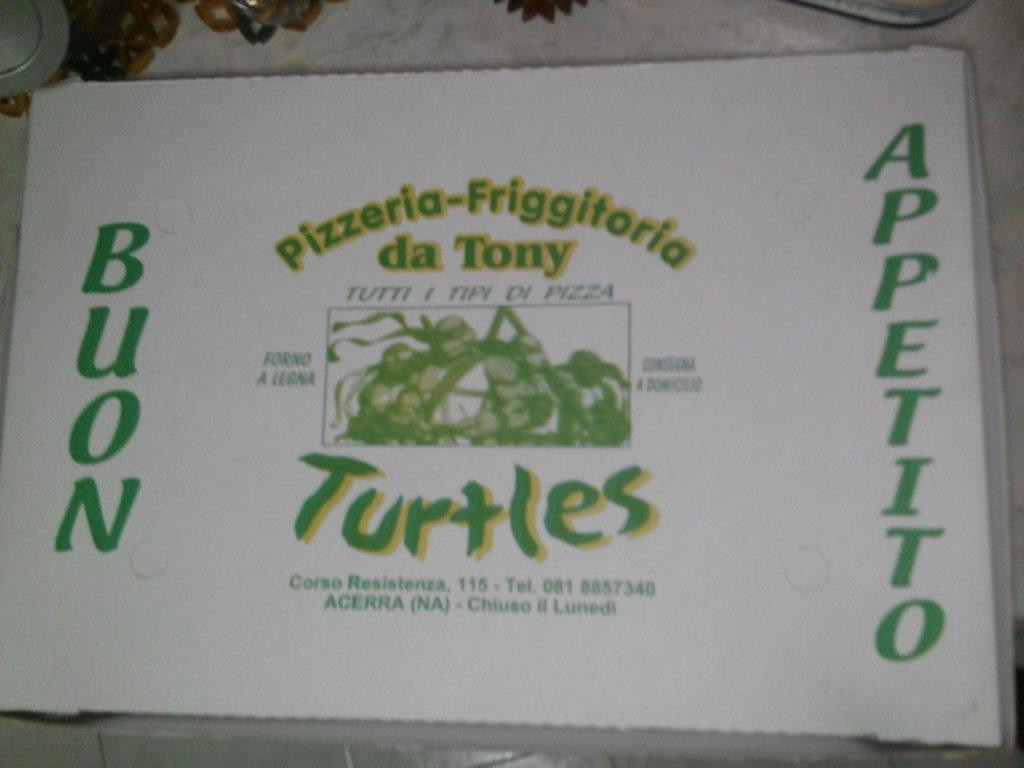 BUON
Pizzeria-Friggitoria
da Tony
TUTTI I TIPI DI PIZZA
FORNO
A LEGNA
CONSEGNA
A DOMICILIO
Turtles
Corso Resistenza, 115 - Tel. 081 8857340
ACERRA (NA) - Chiuso il Lunedì
APPETITO